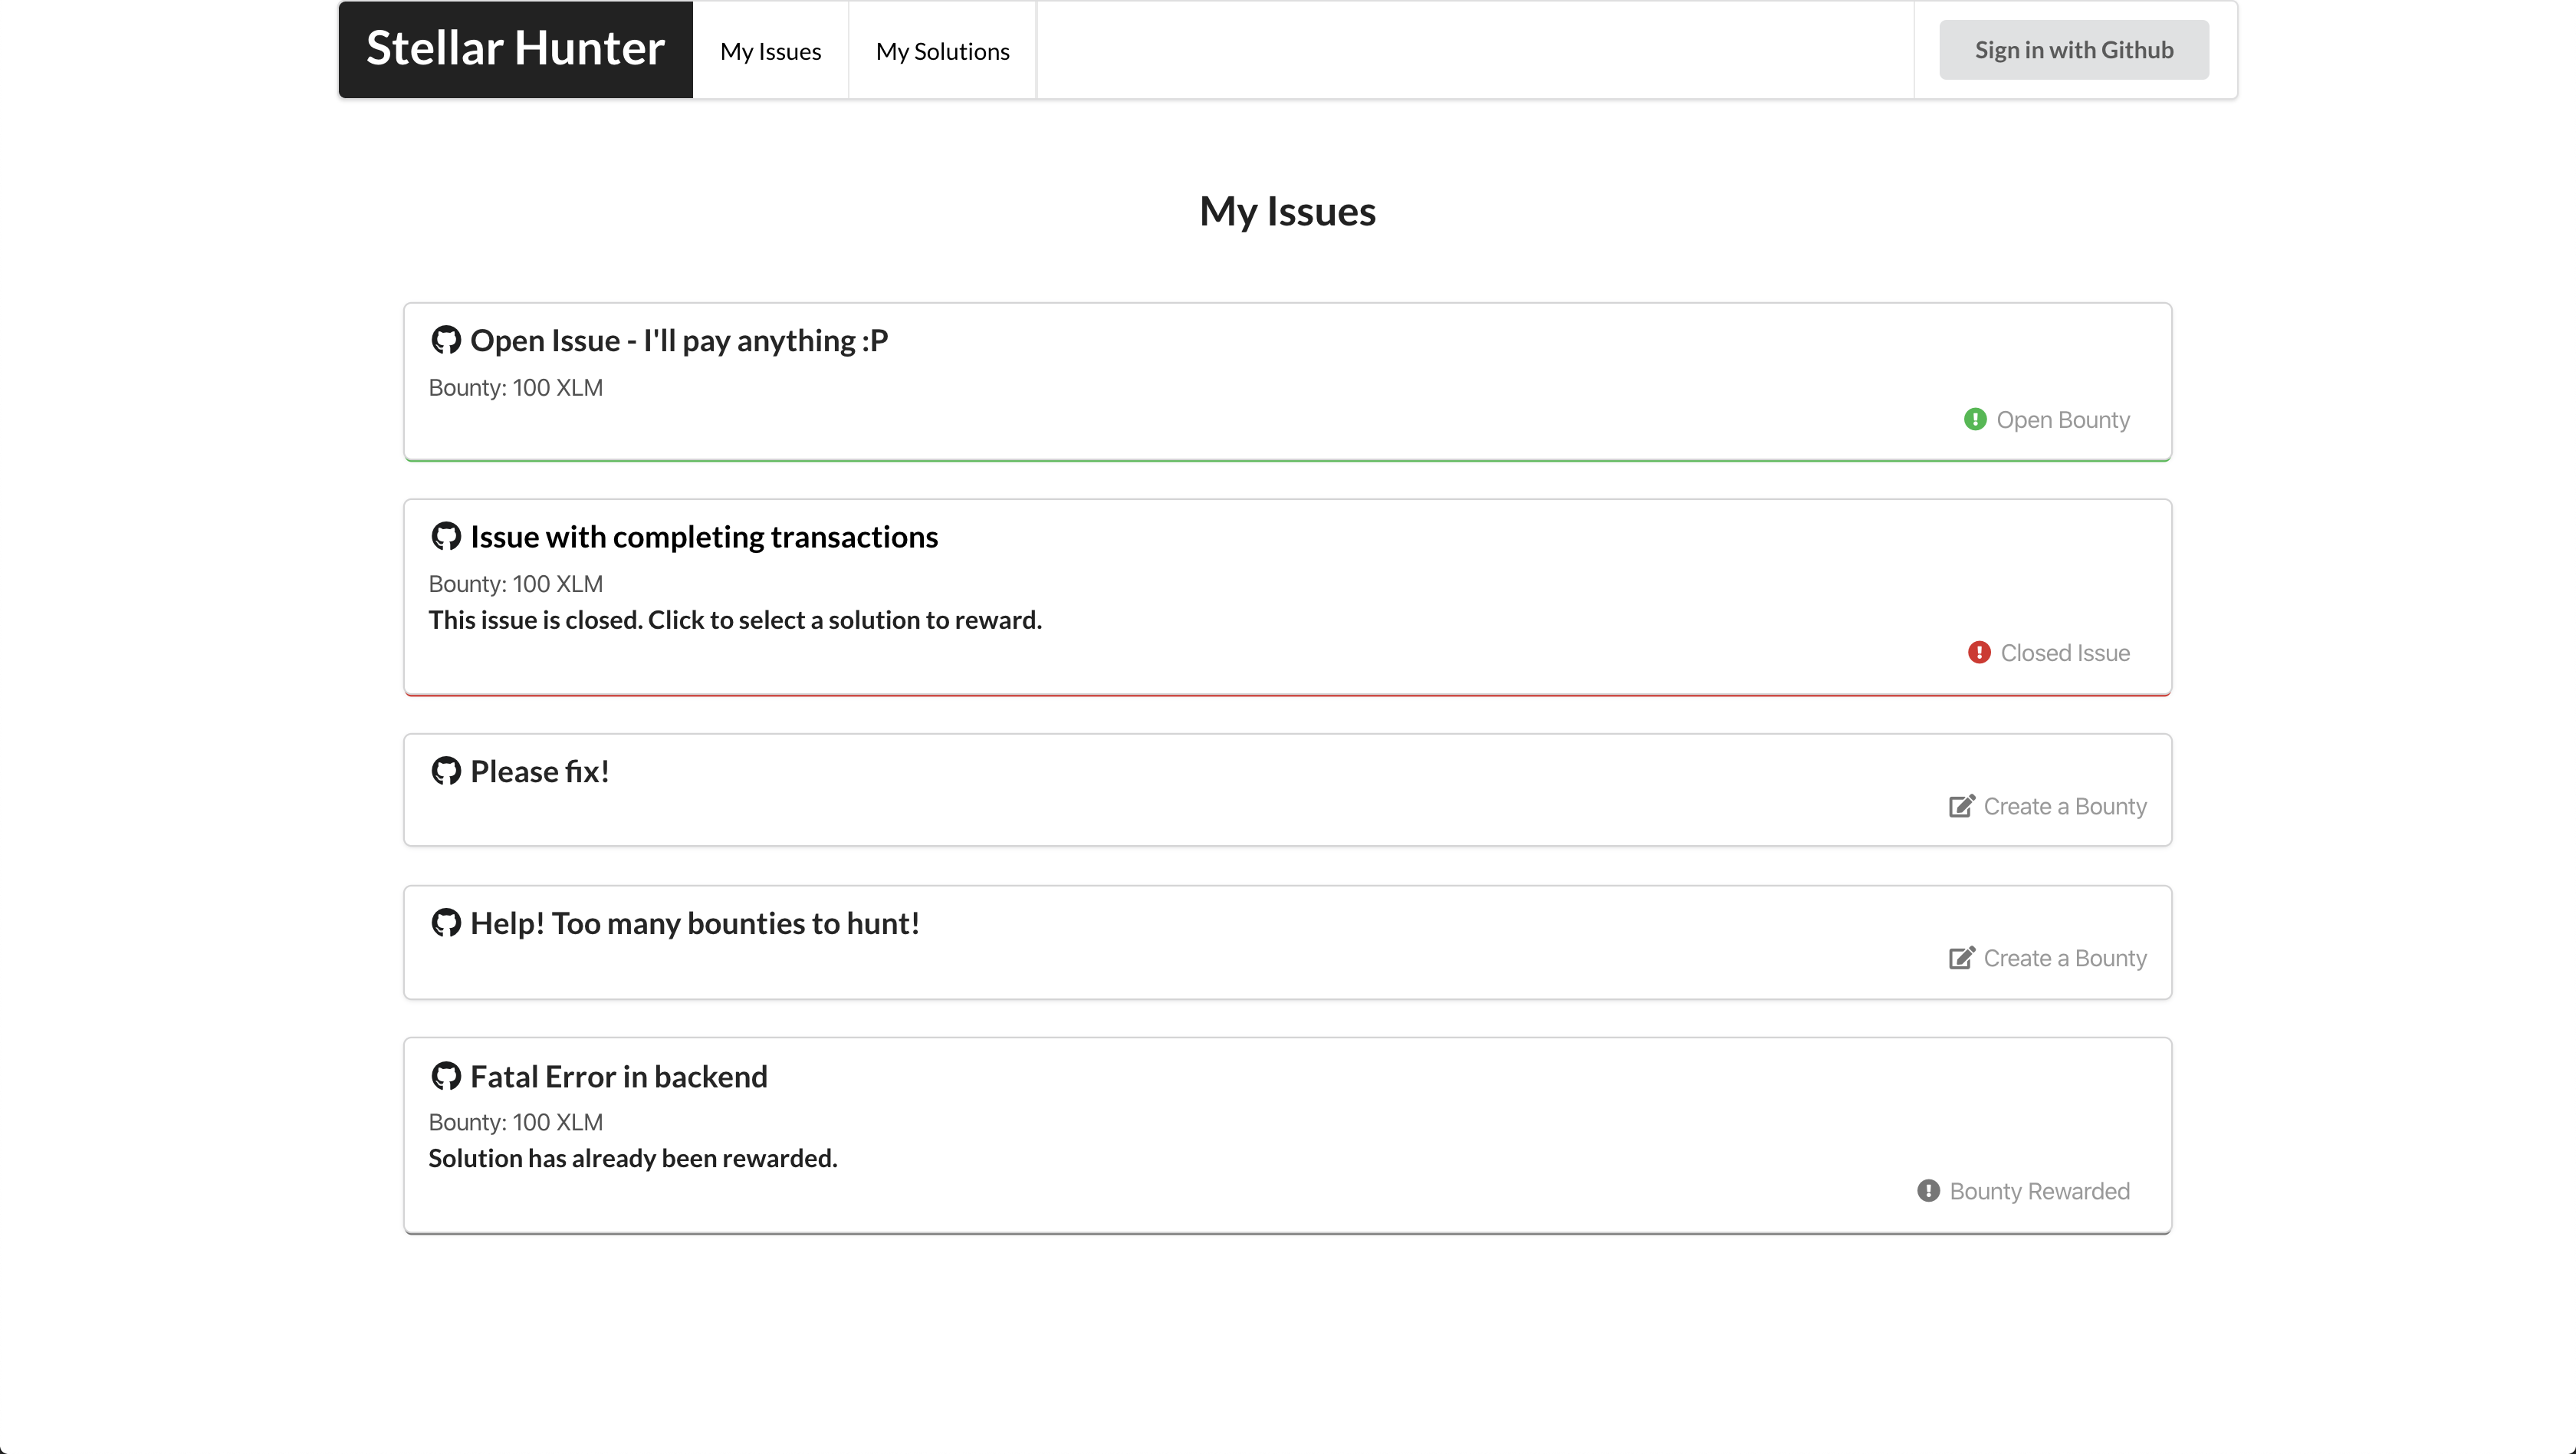 Stellar Hunter
My Issues
My Solutions
Sign in with Github
My Issues
Open Issue - I'll pay anything :P
Bounty: 100 XLM
Open Bounty
Issue with completing transactions
Bounty: 100 XLM
This issue is closed. Click to select a solution to reward.
Closed Issue
Please fix!
Create a Bounty
Help! Too many bounties to hunt!
Create a Bounty
Fatal Error in backend
Bounty: 100 XLM
Solution has already been rewarded.
Bounty Rewarded